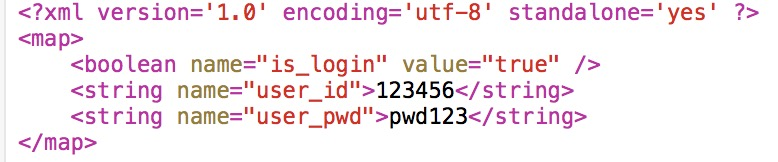 <?xml version='1.0' encoding='utf-8' standalone='yes' ?>
<map>
    <boolean name="is_login" value="true" />
    <string name="user_id">123456</string>
    <string name="user_pwd">pwd123</string>
</map>